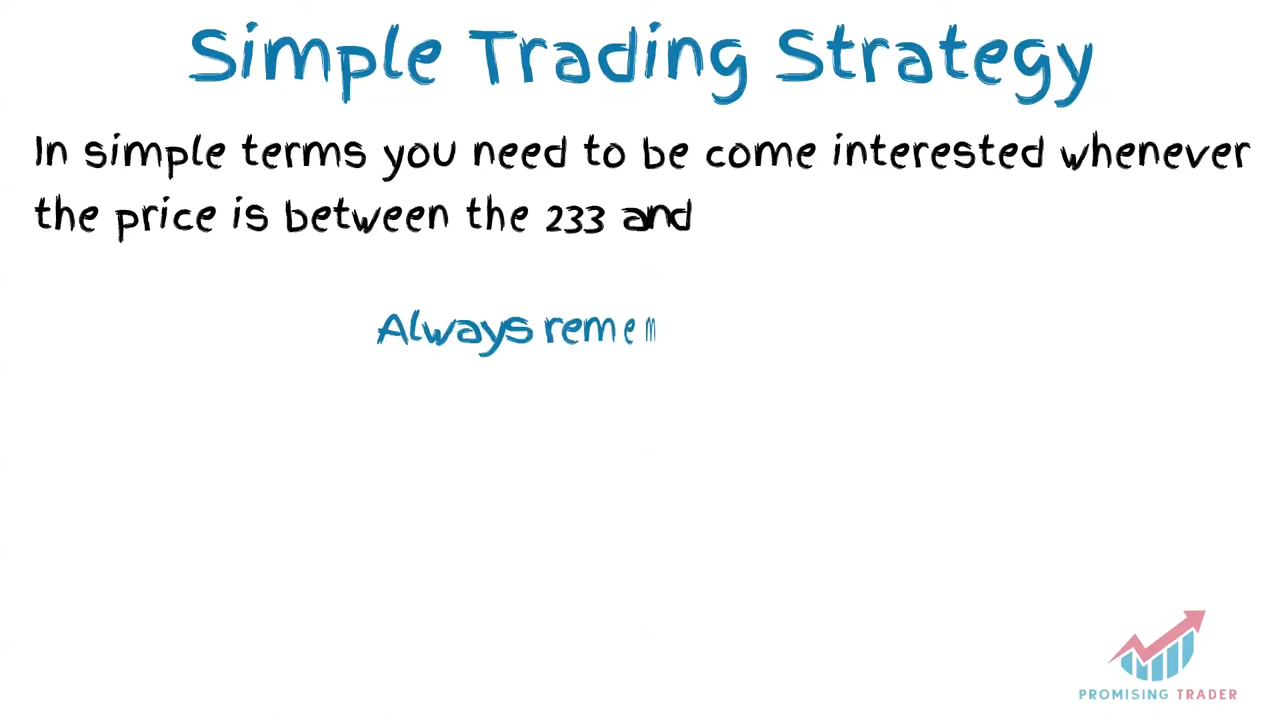 Simple Trading Strategy
In simple terms you need to be come interested whenever
the price is between the 233 and
Always remem
PROMISING TRADER